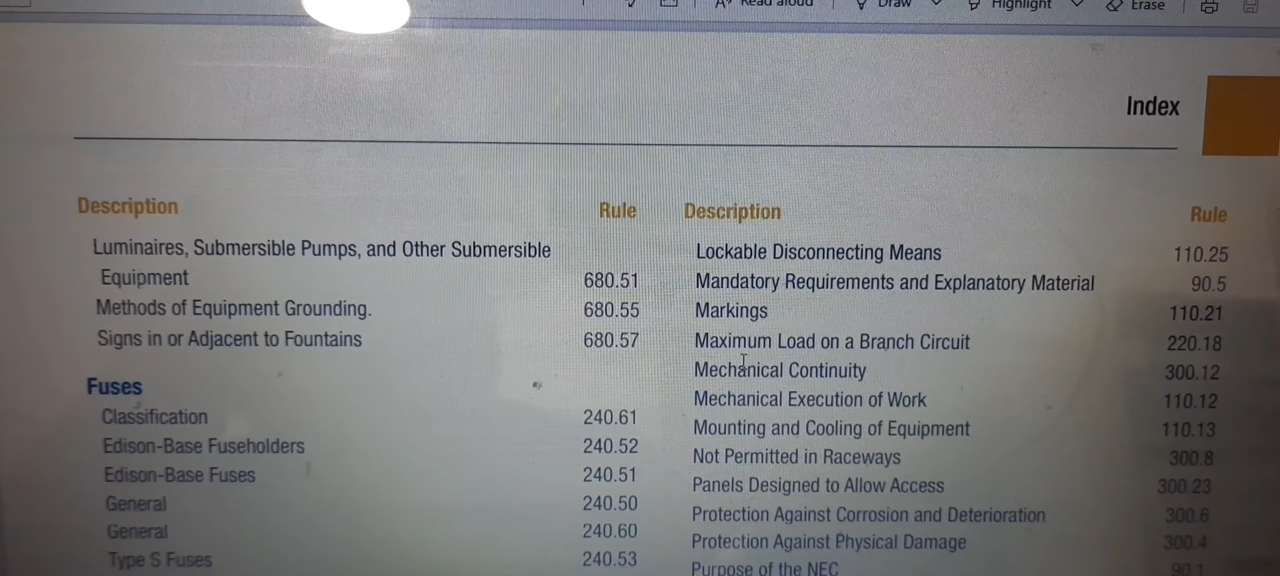 Read aloud
Draw
Highlight
Erase
Index
Description Rule
Luminaires, Submersible Pumps, and Other Submersible
Equipment 680.51
Methods of Equipment Grounding. 680.55
Signs in or Adjacent to Fountains 680.57
Fuses
Classification 240.61
Edison-Base Fuseholders 240.52
Edison-Base Fuses 240.51
General 240.50
General 240.60
Type S Fuses 240.53
Description Rule
Lockable Disconnecting Means 110.25
Mandatory Requirements and Explanatory Material 90.5
Markings 110.21
Maximum Load on a Branch Circuit 220.18
Mechanical Continuity 300.12
Mechanical Execution of Work 110.12
Mounting and Cooling of Equipment 110.13
Not Permitted in Raceways 300.8
Panels Designed to Allow Access 300.23
Protection Against Corrosion and Deterioration 300.6
Protection Against Physical Damage 300.4
Purpose of the NEC 90.1